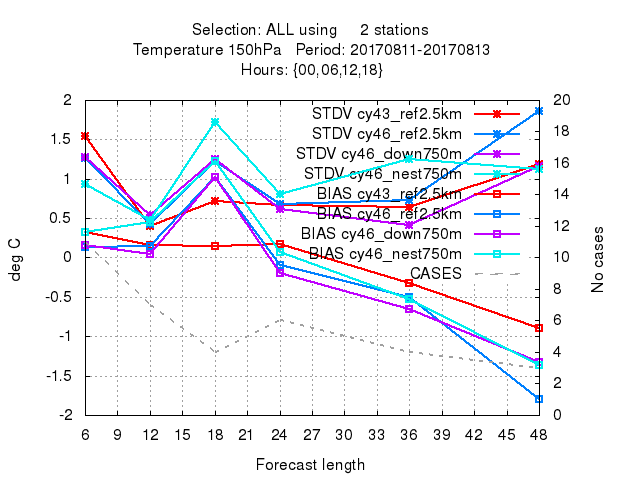 Selection: ALL using 2 stations
Temperature 150hPa Period: 20170811-20170813
Hours: {00,06,12,18}
STDV cy43_ref2.5km
STDV cy46_ref2.5km
STDV cy46_down750m
STDV cy46_nest750m
BIAS cy43_ref2.5km
BIAS cy46_ref2.5km
BIAS cy46_down750m
BIAS cy46_nest750m
CASES
2
1.5
1
0.5
0
-0.5
-1
-1.5
-2
deg C
20
18
16
14
12
10
8
6
4
2
0
No cases
6 9 12 15 18 21 24 27 30 33 36 39 42 45 48
Forecast length